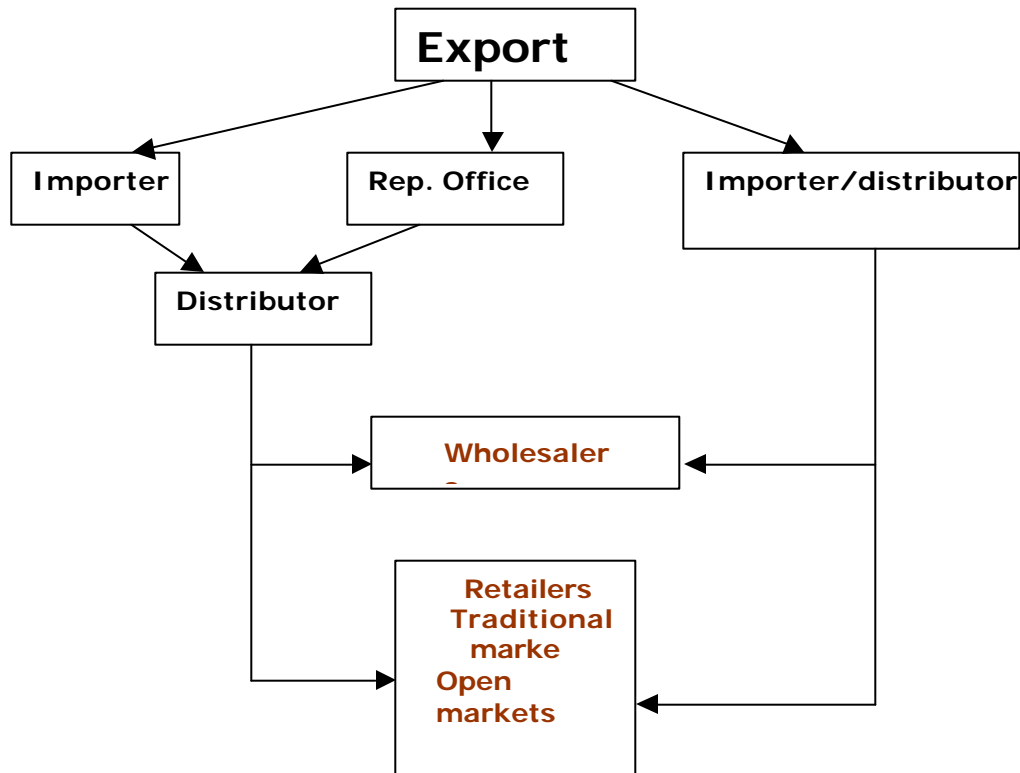 Export
Importer
Rep. Office
Importer/distributor
Distributor
Wholesaler
Retailers
Traditional
marke
Open
markets